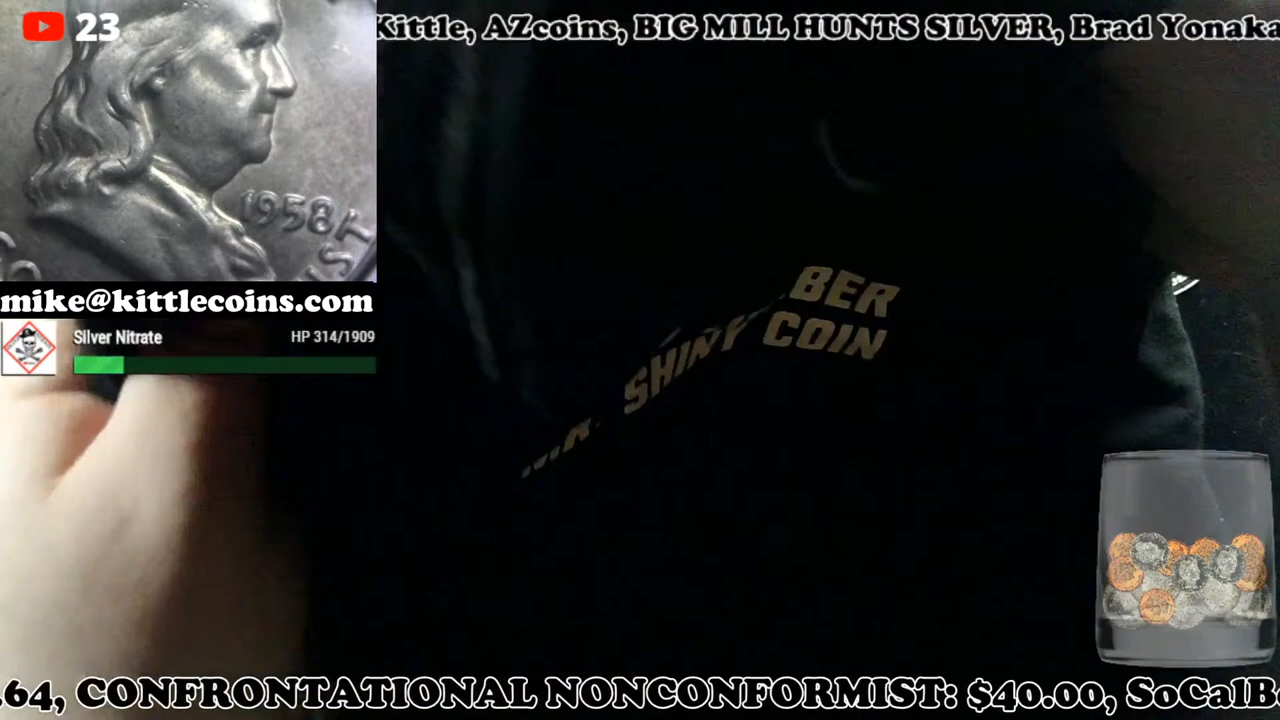 23
Kittle, AZcoins, BIG MILL HUNTS SILVER, Brad Yonaka
1958
mike@kittlecoins.com
Silver Nitrate
HP 314/1909
BER
SHINY COIN
.64, CONFRONTATIONAL NONCONFORMIST: $40.00, SoCalB